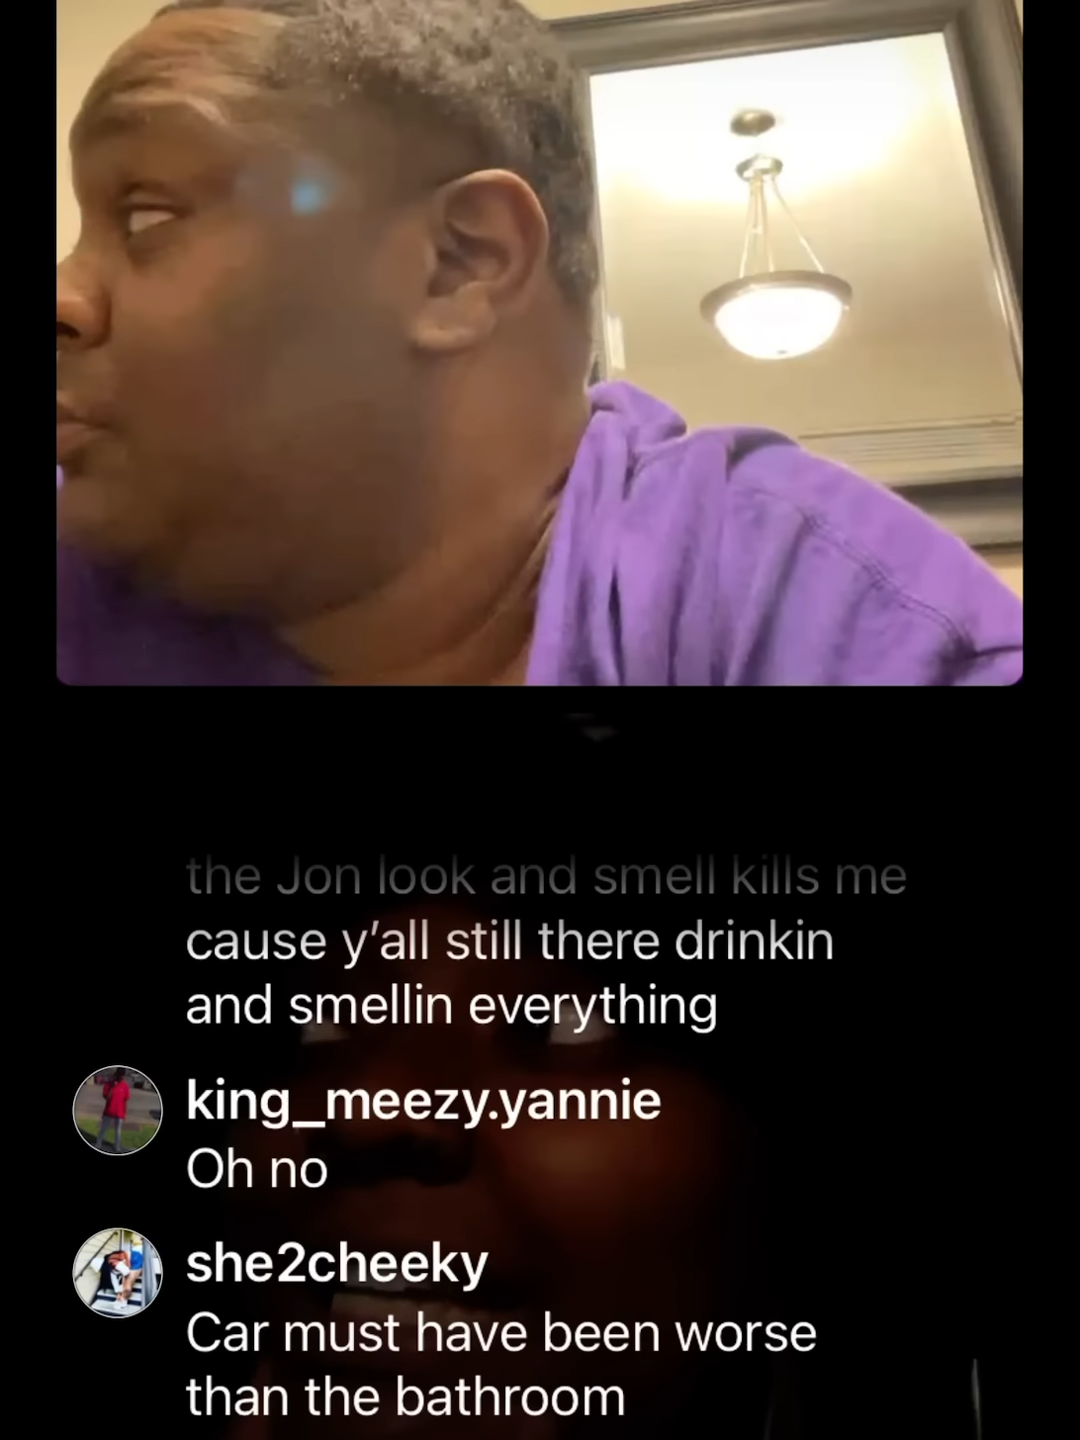 the Jon look and smell kills me
cause y’all still there drinkin
and smellin everything
king_meezy.yannie
Oh no
she2cheeky
Car must have been worse
than the bathroom